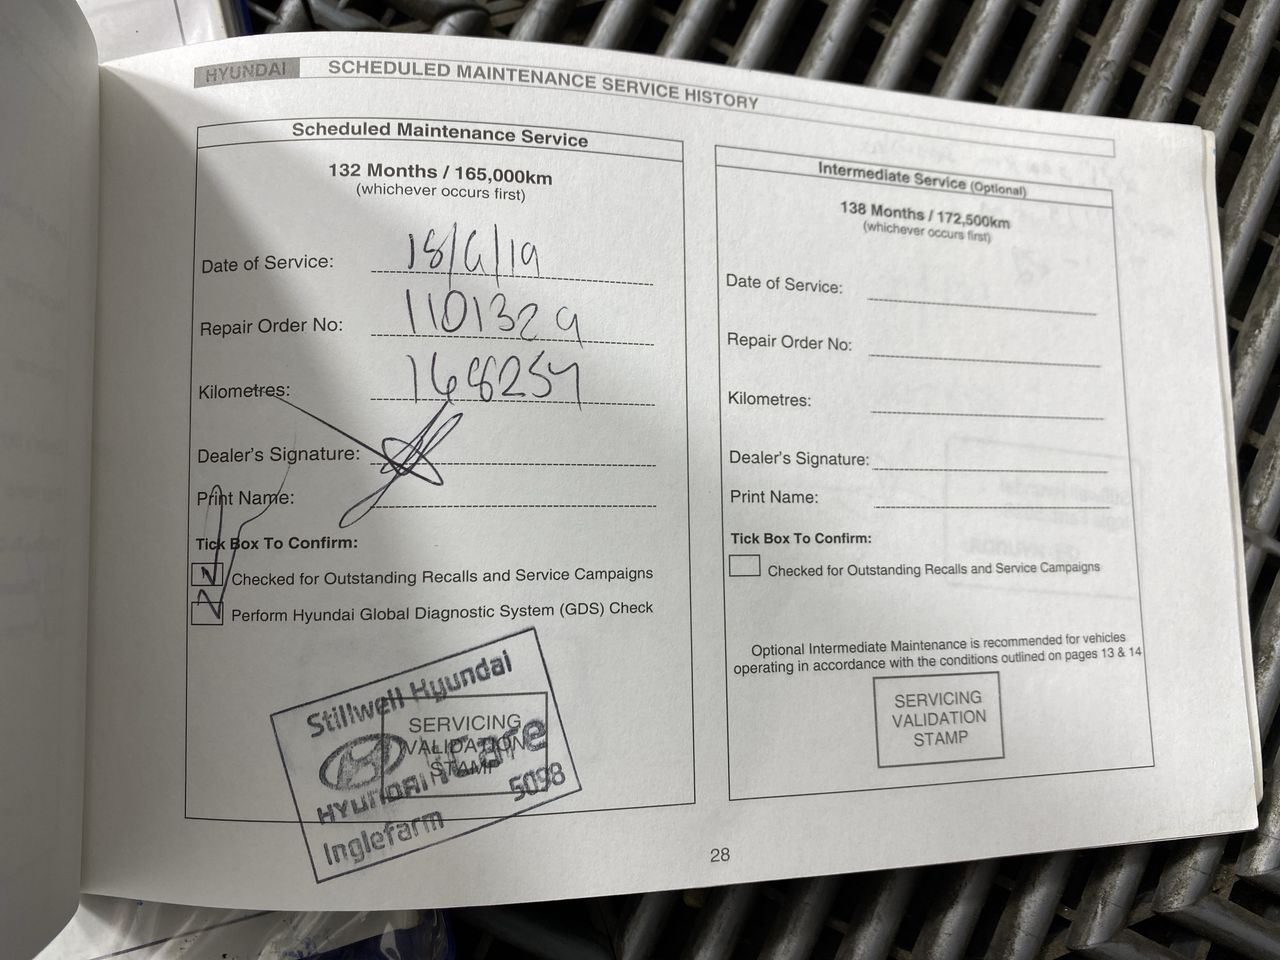 HYUNDAI
SCHEDULED MAINTENANCE SERVICE HISTORY
Scheduled Maintenance Service
132 Months / 165,000km
(whichever occurs first)
Date of Service: 18/6/19
Repair Order No: 1101329
Kilometres: 168254
Dealer's Signature:
Print Name:
Tick Box To Confirm:
Checked for Outstanding Recalls and Service Campaigns
Perform Hyundai Global Diagnostic System (GDS) Check
Stillwell Hyundai
HYUNDAI iCare
Inglefarm 5098
SERVICING
VALIDATION
STAMP
Intermediate Service (Optional)
138 Months / 172,500km
(whichever occurs first)
Date of Service:
Repair Order No:
Kilometres:
Dealer's Signature:
Print Name:
Tick Box To Confirm:
Checked for Outstanding Recalls and Service Campaigns
Optional Intermediate Maintenance is recommended for vehicles
operating in accordance with the conditions outlined on pages 13 & 14
SERVICING
VALIDATION
STAMP
28